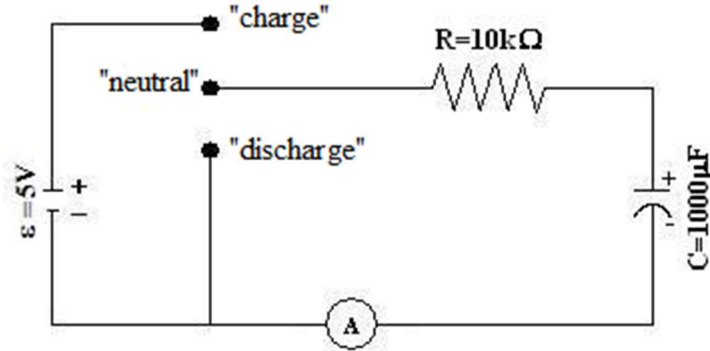 "charge"
R=10kΩ
"neutral"
"discharge"
ε=5V
+
−
+
-
C=1000µF
A